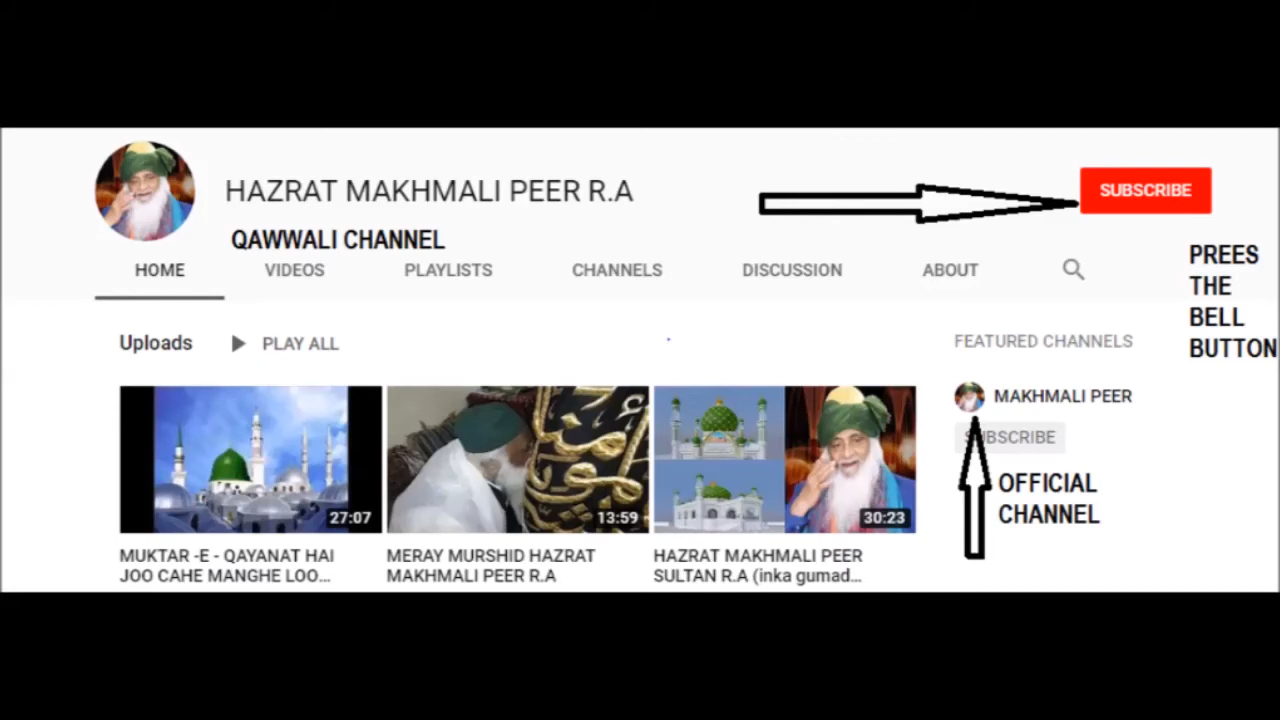 HAZRAT MAKHMALI PEER R.A
SUBSCRIBE
QAWWALI CHANNEL
HOME VIDEOS PLAYLISTS CHANNELS DISCUSSION ABOUT
PREES
THE
BELL
BUTTON
Uploads PLAY ALL
FEATURED CHANNELS
MAKHMALI PEER
SUBSCRIBE
OFFICIAL
CHANNEL
27:07
13:59
30:23
MUKTAR -E - QAYANAT HAI
JOO CAHE MANGHE LOO...
MERAY MURSHID HAZRAT
MAKHMALI PEER R.A
HAZRAT MAKHMALI PEER
SULTAN R.A (inka gumad...